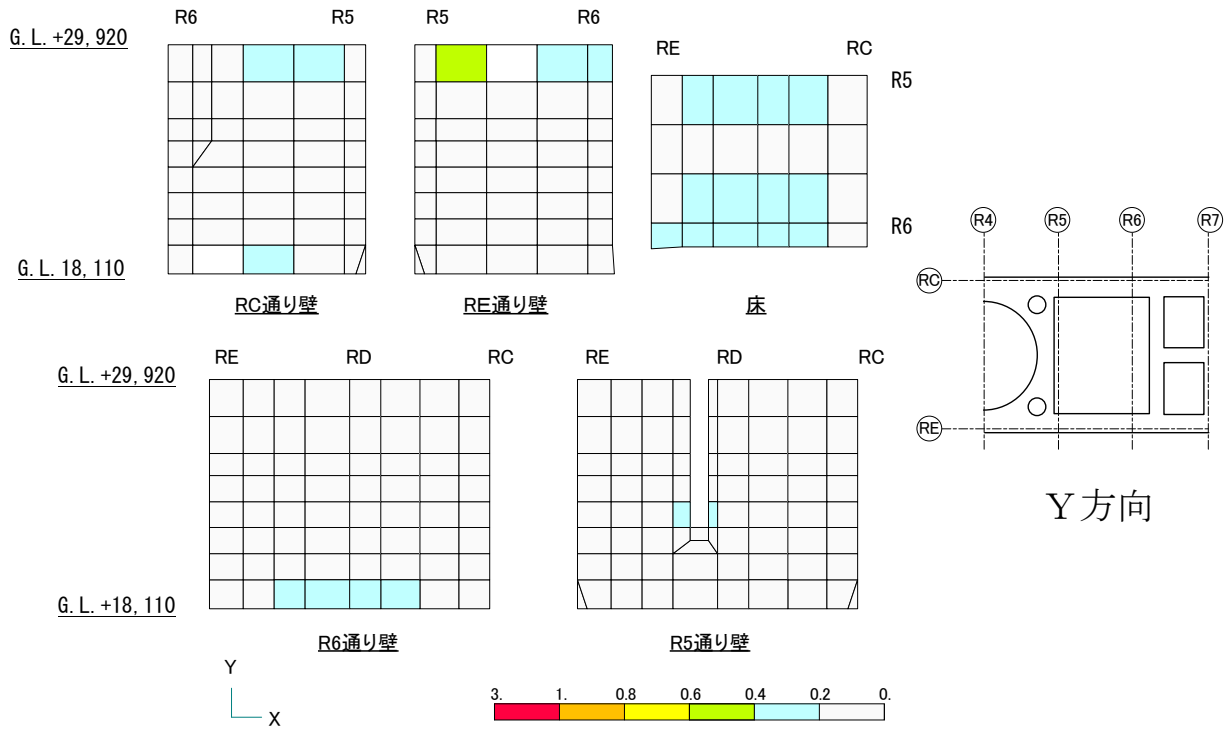 R6 R5 R5 R6
G.L.+29,920
RE RC
R5
R6
G.L.18,110
RC通り壁 RE通り壁 床
R4 R5 R6 R7
RC
RE
Y方向
RE RD RC RE RD RC
G.L.+29,920
G.L.+18,110
R6通り壁 R5通り壁
Y
X
3. 1. 0.8 0.6 0.4 0.2 0.